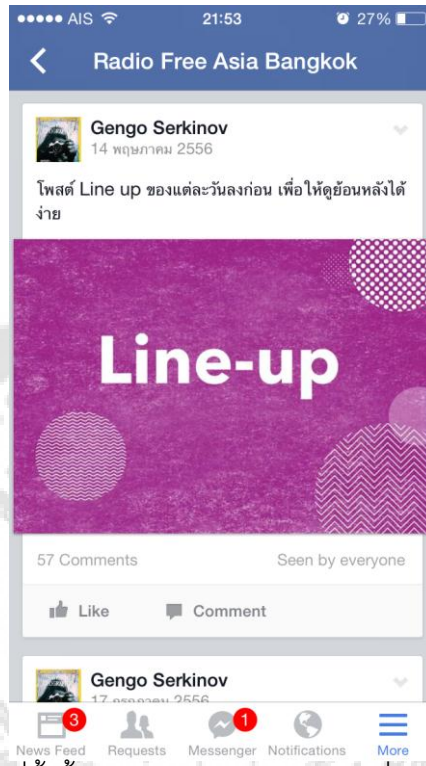 AIS 21:53 27%
Radio Free Asia Bangkok
Gengo Serkinov
14 พฤษภาคม 2556
โพสต์ Line up ของแต่ละวันลงก่อน เพื่อให้ดูย้อนหลังได้
ง่าย
Line-up
57 Comments Seen by everyone
Like Comment
Gengo Serkinov
2556
3 1
News Feed Requests Messenger Notifications More